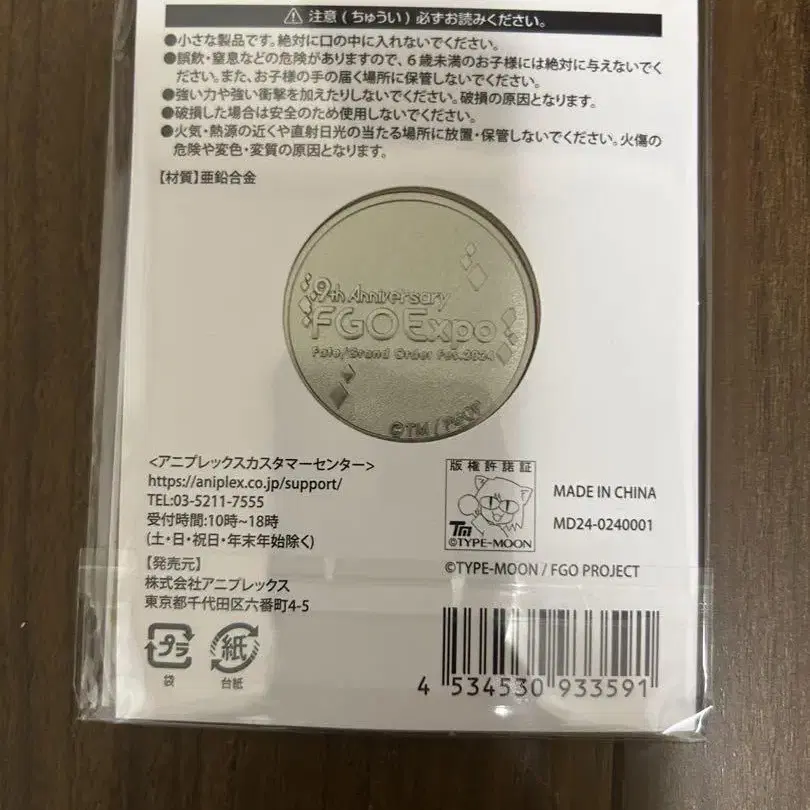 注意(ちゅうい)必ずお読みください。
●小さな製品です。絶対に口の中に入れないでください。
●誤飲・窒息などの危険がありますので、6歳未満のお子様には絶対に与えないでく
ださい。また、お子様の手の届く場所に保管しないでください。
●強い力や強い衝撃を加えたりしないでください。破損の原因となります。
●破損した場合は安全のため使用しないでください。
●火気・熱源の近くや直射日光の当たる場所に放置・保管しないでください。火傷の
危険や変色・変質の原因となります。
【材質】亜鉛合金
9th Anniversary
FGO Expo
Fate/Grand Order Fes.2024
©TM / FGOP
<アニプレックスカスタマーセンター>
https://aniplex.co.jp/support/
TEL:03-5211-7555
受付時間:10時~18時
(土・日・祝日・年末年始除く)
【発売元】
株式会社アニプレックス
東京都千代田区六番町4-5
プラ
袋
紙
台紙
版権許諾証
TM
©TYPE-MOON
MADE IN CHINA
MD24-0240001
©TYPE-MOON / FGO PROJECT
4 534530 933591